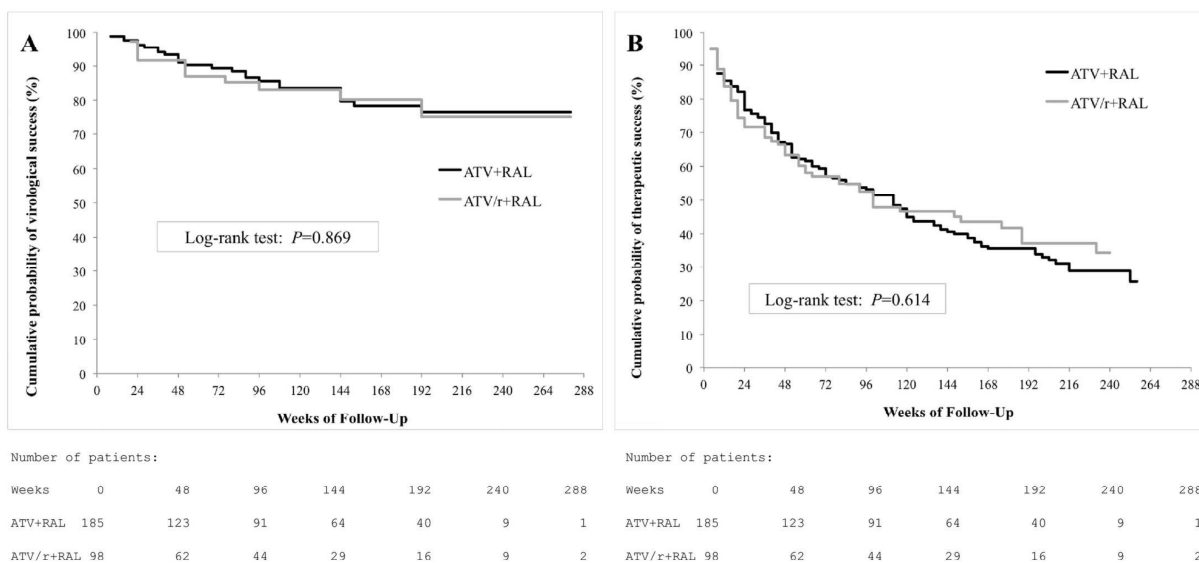 A
Cumulative probability of virological success (%)
100
90
80
70
60
50
40
30
20
10
0
ATV+RAL
ATV/r+RAL
Log-rank test: P=0.869
0 24 48 72 96 120 144 168 192 216 240 264 288
Weeks of Follow-Up
B
Cumulative probability of therapeutic success (%)
100
90
80
70
60
50
40
30
20
10
0
ATV+RAL
ATV/r+RAL
Log-rank test: P=0.614
0 24 48 72 96 120 144 168 192 216 240 264 288
Weeks of Follow-Up
Number of patients:
Weeks 0 48 96 144 192 240 288
ATV+RAL 185 123 91 64 40 9 1
ATV/r+RAL 98 62 44 29 16 9 2
Number of patients:
Weeks 0 48 96 144 192 240 288
ATV+RAL 185 123 91 64 40 9 1
ATV/r+RAL 98 62 44 29 16 9 2